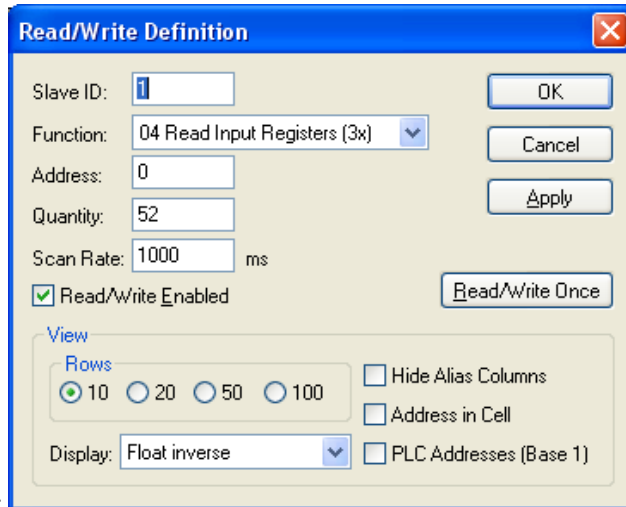 Read/Write Definition
Slave ID: 1
OK
Function: 04 Read Input Registers (3x)
Cancel
Address: 0
Apply
Quantity: 52
Scan Rate: 1000 ms
Read/Write Enabled
Read/Write Once
View
Rows
10 20 50 100
Hide Alias Columns
Address in Cell
Display: Float inverse
PLC Addresses (Base 1)